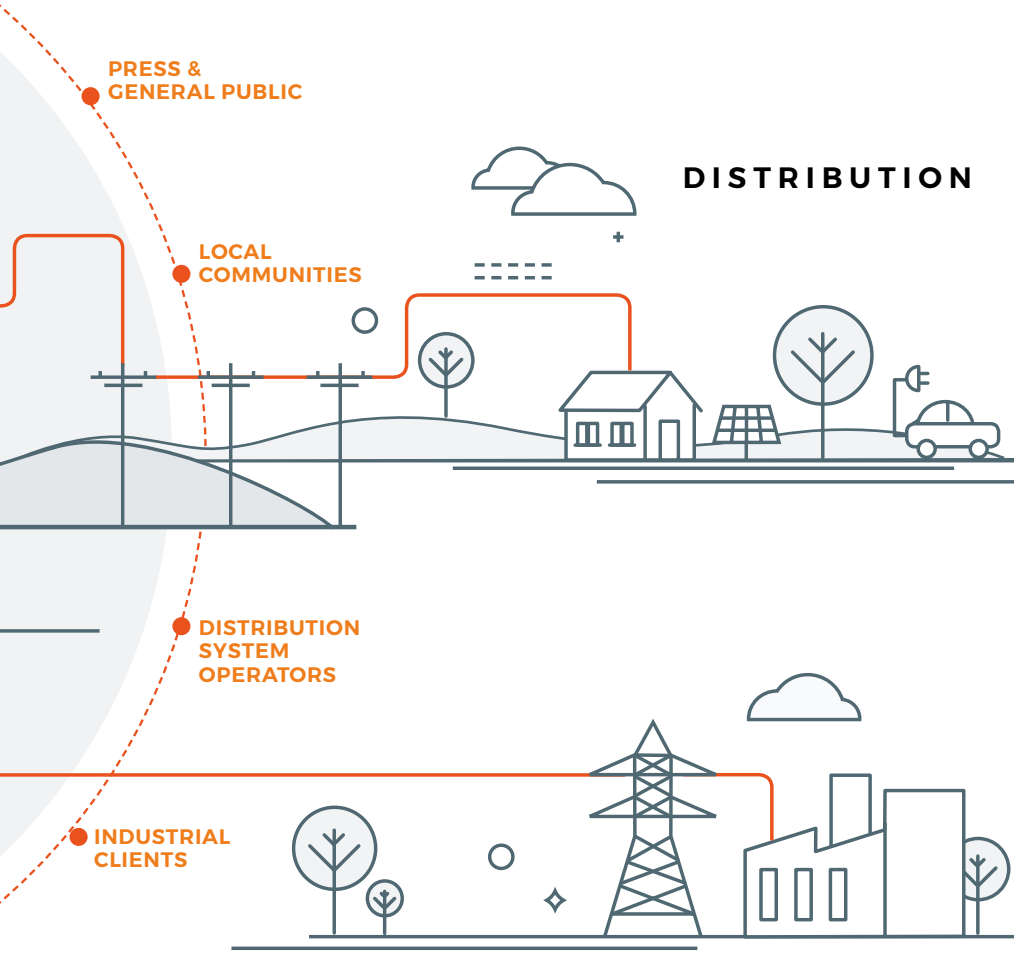 PRESS &
GENERAL PUBLIC
DISTRIBUTION
LOCAL
COMMUNITIES
DISTRIBUTION
SYSTEM
OPERATORS
INDUSTRIAL
CLIENTS